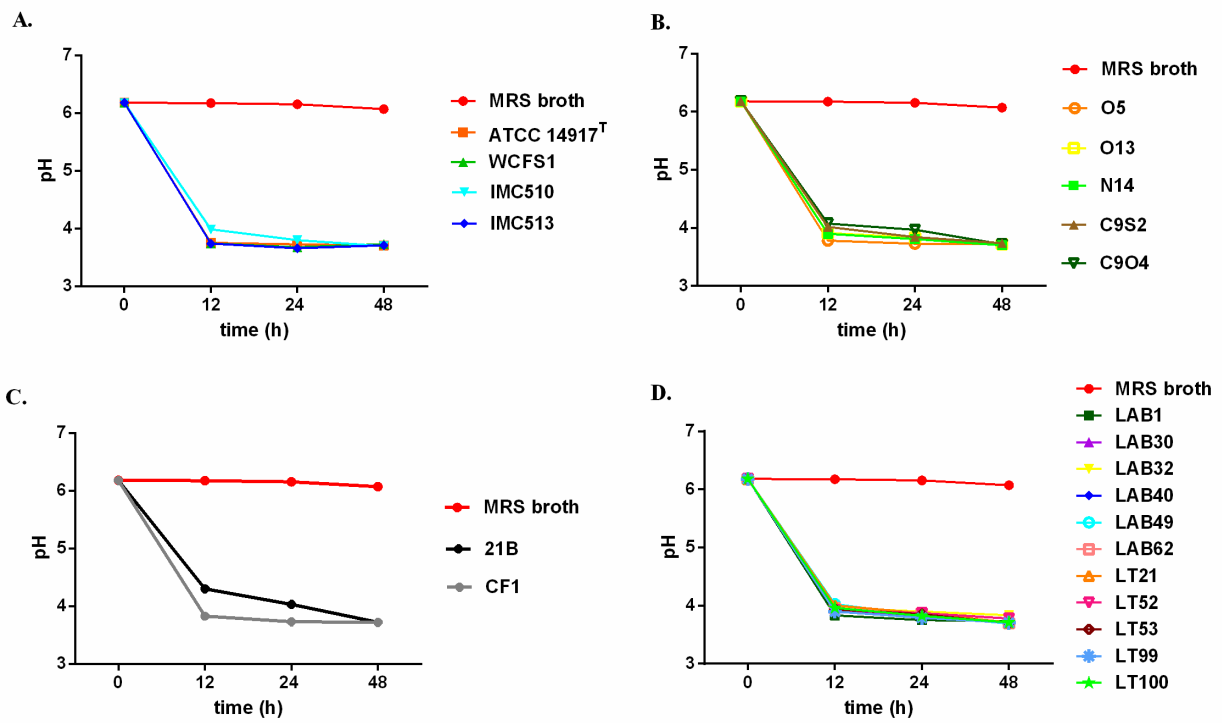 A.
7
6
5
4
3
pH
0
12
24
48
time (h)
MRS broth
ATCC 14917T
WCFS1
IMC510
IMC513
B.
7
6
5
4
3
pH
0
12
24
48
time (h)
MRS broth
O5
O13
N14
C9S2
C9O4
C.
7
6
5
4
3
pH
0
12
24
48
time (h)
MRS broth
21B
CF1
D.
7
6
5
4
3
pH
0
12
24
48
time (h)
MRS broth
LAB1
LAB30
LAB32
LAB40
LAB49
LAB62
LT21
LT52
LT53
LT99
LT100